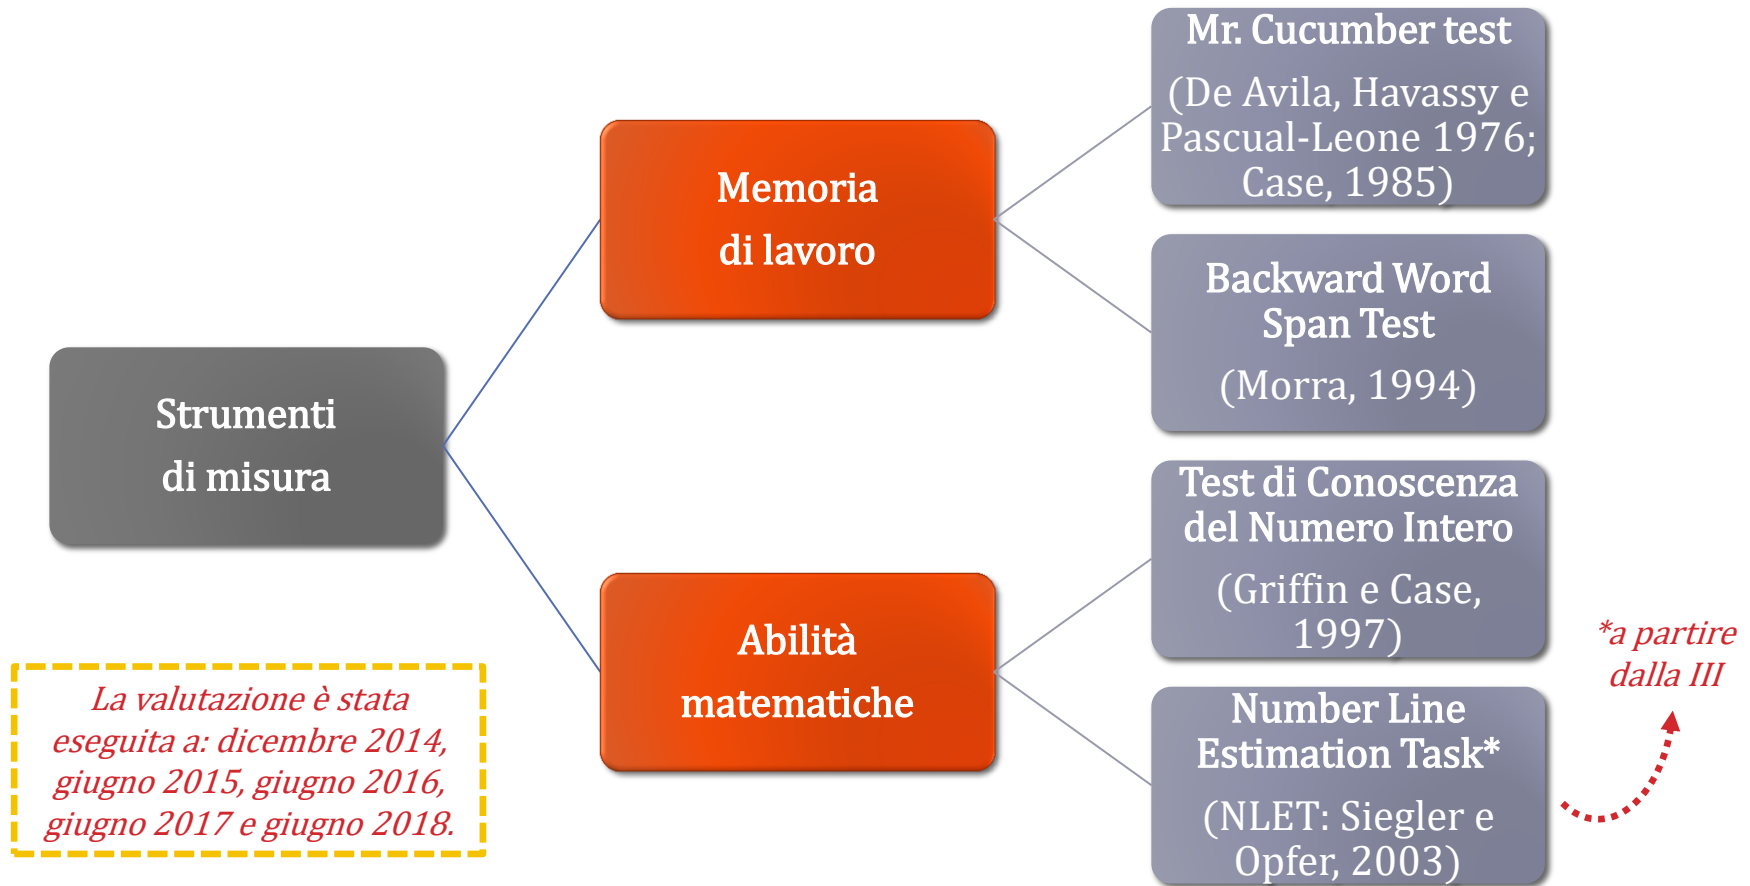 Strumenti
di misura
Memoria
di lavoro
Mr. Cucumber test
(De Avila, Havassy e
Pascual-Leone 1976;
Case, 1985)
Backward Word
Span Test
(Morra, 1994)
Abilità
matematiche
Test di Conoscenza
del Numero Intero
(Griffin e Case,
1997)
Number Line
Estimation Task*
(NLET: Siegler e
Opfer, 2003)
*a partire
dalla III
La valutazione è stata
eseguita a: dicembre 2014,
giugno 2015, giugno 2016,
giugno 2017 e giugno 2018.